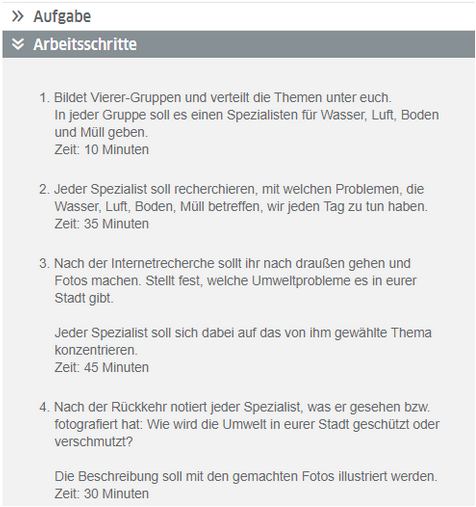 Aufgabe
Arbeitsschritte
1. Bildet Vierer-Gruppen und verteilt die Themen unter euch.
In jeder Gruppe soll es einen Spezialisten für Wasser, Luft, Boden
und Müll geben.
Zeit: 10 Minuten
2. Jeder Spezialist soll recherchieren, mit welchen Problemen, die
Wasser, Luft, Boden, Müll betreffen, wir jeden Tag zu tun haben.
Zeit: 35 Minuten
3. Nach der Internetrecherche sollt ihr nach draußen gehen und
Fotos machen. Stellt fest, welche Umweltprobleme es in eurer
Stadt gibt.
Jeder Spezialist soll sich dabei auf das von ihm gewählte Thema
konzentrieren.
Zeit: 45 Minuten
4. Nach der Rückkehr notiert jeder Spezialist, was er gesehen bzw.
fotografiert hat: Wie wird die Umwelt in eurer Stadt geschützt oder
verschmutzt?
Die Beschreibung soll mit den gemachten Fotos illustriert werden.
Zeit: 30 Minuten